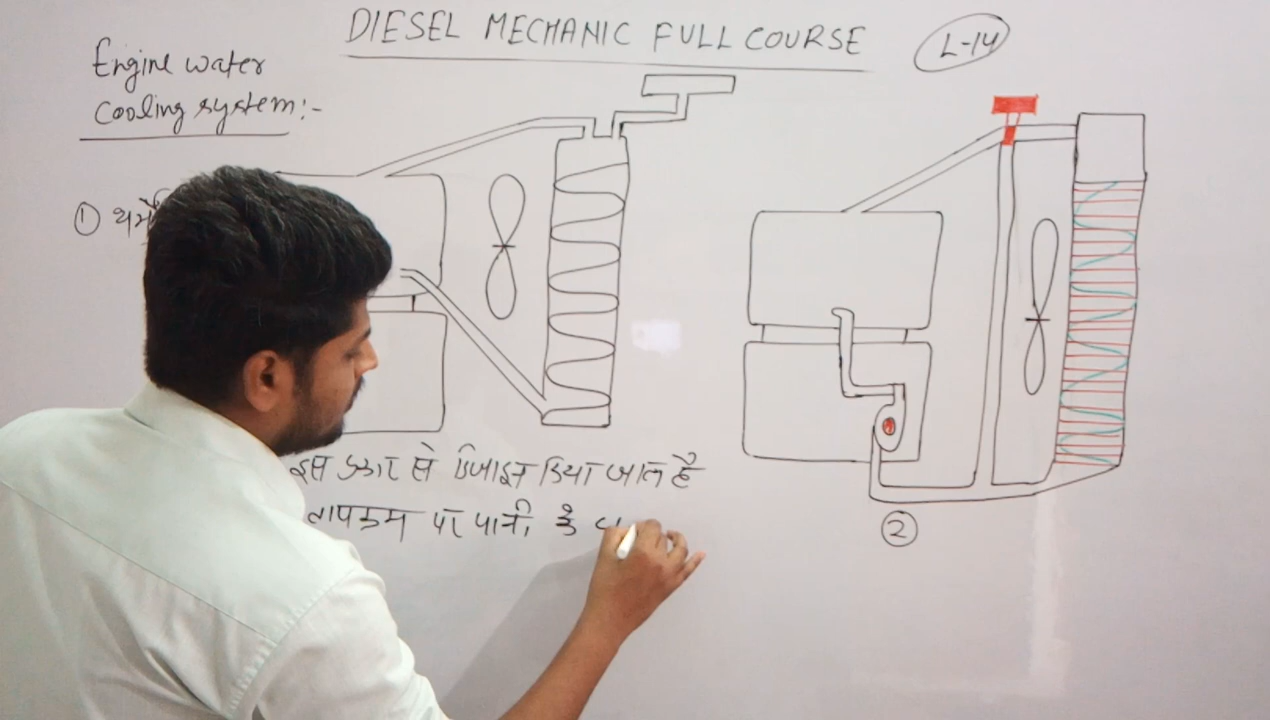 DIESEL MECHANIC FULL COURSE
L-14
Engine water
Cooling system:-
①
इस प्रकार से डिजाइन किया जाता है
तापक्रम पर पानी के
②